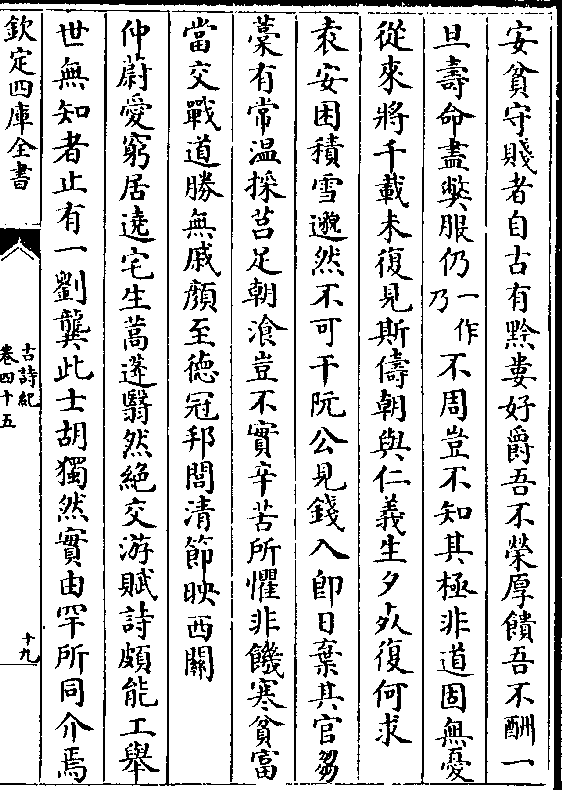 安貧守賤者自古有黔婁好爵吾不榮厚饋吾不酬一
旦壽命盡獘服仍一作乃不周豈不知其極非道固無憂
從來將千載未復見斯儔朝與仁義生夕死復何求
袁安困積雪邈然不可干阮公見錢入即日棄其官芻
藁有常温採莒足朝飡豈不實辛苦所懼非饑寒貧富
當交戰道勝無戚顔至德冠邦閭清節映西關
仲蔚愛窮居遶宅生蒿蓬翳然絶交游賦詩頗能工舉
世無知者止有一劉龔此士胡獨然實由罕所同介焉
欽定四庫全書
古詩紀
卷四十五
十九